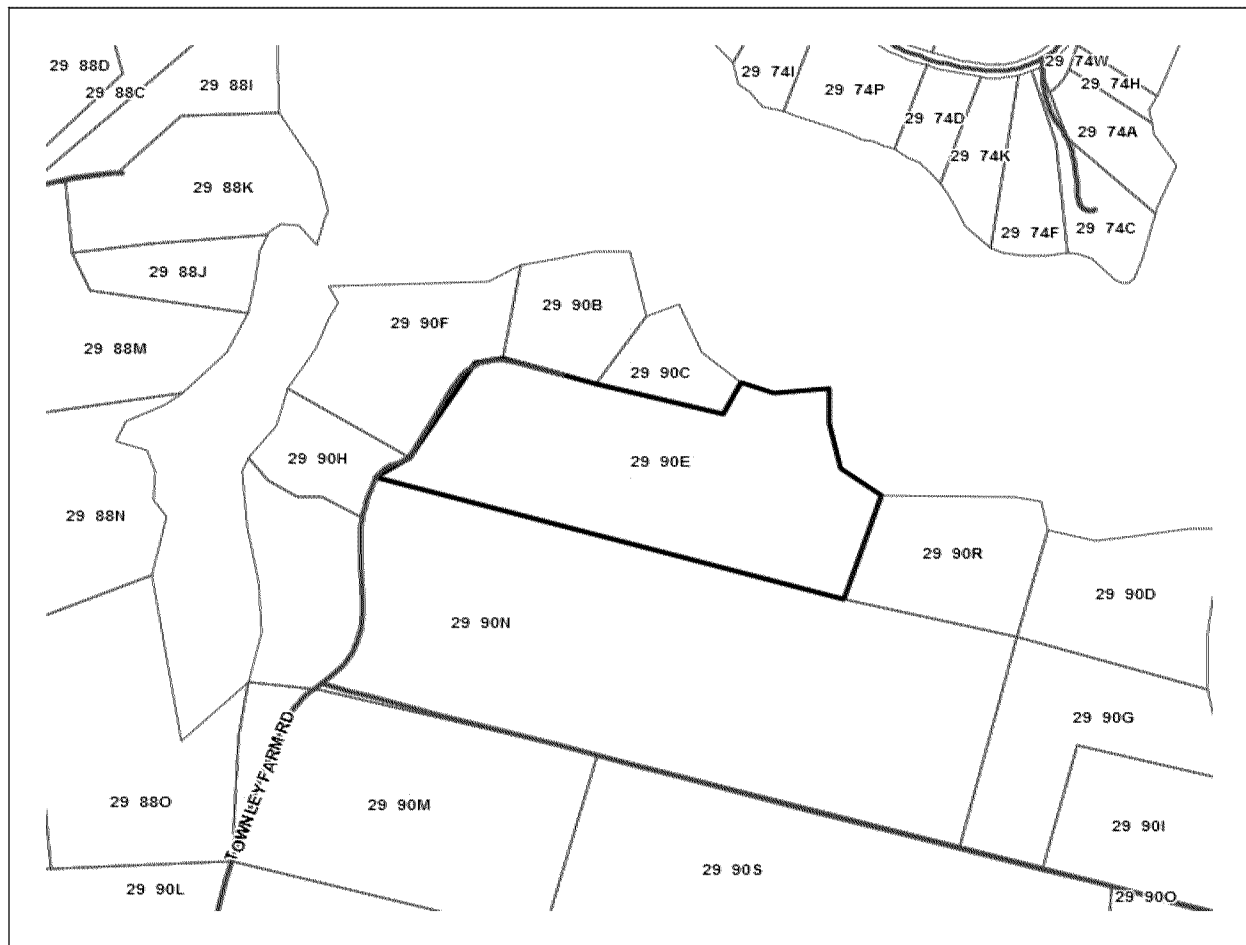 29 88D
29 88C
29 88I
29 74I
29 74P
29 74W
29 74H
29 74D
29 74A
29 74K
29 88K
29 74F
29 74C
29 88J
29 90B
29 90F
29 88M
29 90C
29 90H
29 90E
29 88N
29 90R
29 90D
29 90N
29 90G
TOWNLEY FARM RD
29 88O
29 90M
29 90I
29 90S
29 90L
29 90O